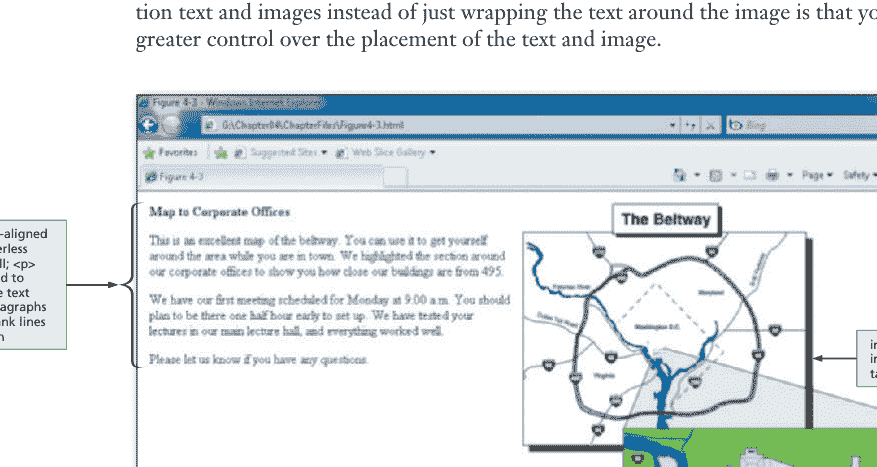 tion text and images instead of just wrapping the text around the image is that yo
greater control over the placement of the text and image.
Figure 4-3 - Windows Internet Explorer
G:\Chapter04\ChapterFiles\Figure4-3.html
Bing
Favorites
Suggested Sites
Web Slice Gallery
Figure 4-3
Page
Safety
-aligned
erless
ll; <p>
d to
e text
agraphs
nk lines
n
Map to Corporate Offices
This is an excellent map of the beltway. You can use it to get yourself
around the area while you are in town. We highlighted the section around
our corporate offices to show you how close our buildings are from 495.
We have our first meeting scheduled for Monday at 9:00 a.m. You should
plan to be there one half hour early to set up. We have tested your
lectures in our main lecture hall, and everything worked well.
Please let us know if you have any questions.
The Beltway
Maryland
Washington D.C.
Virginia
in
in
ta